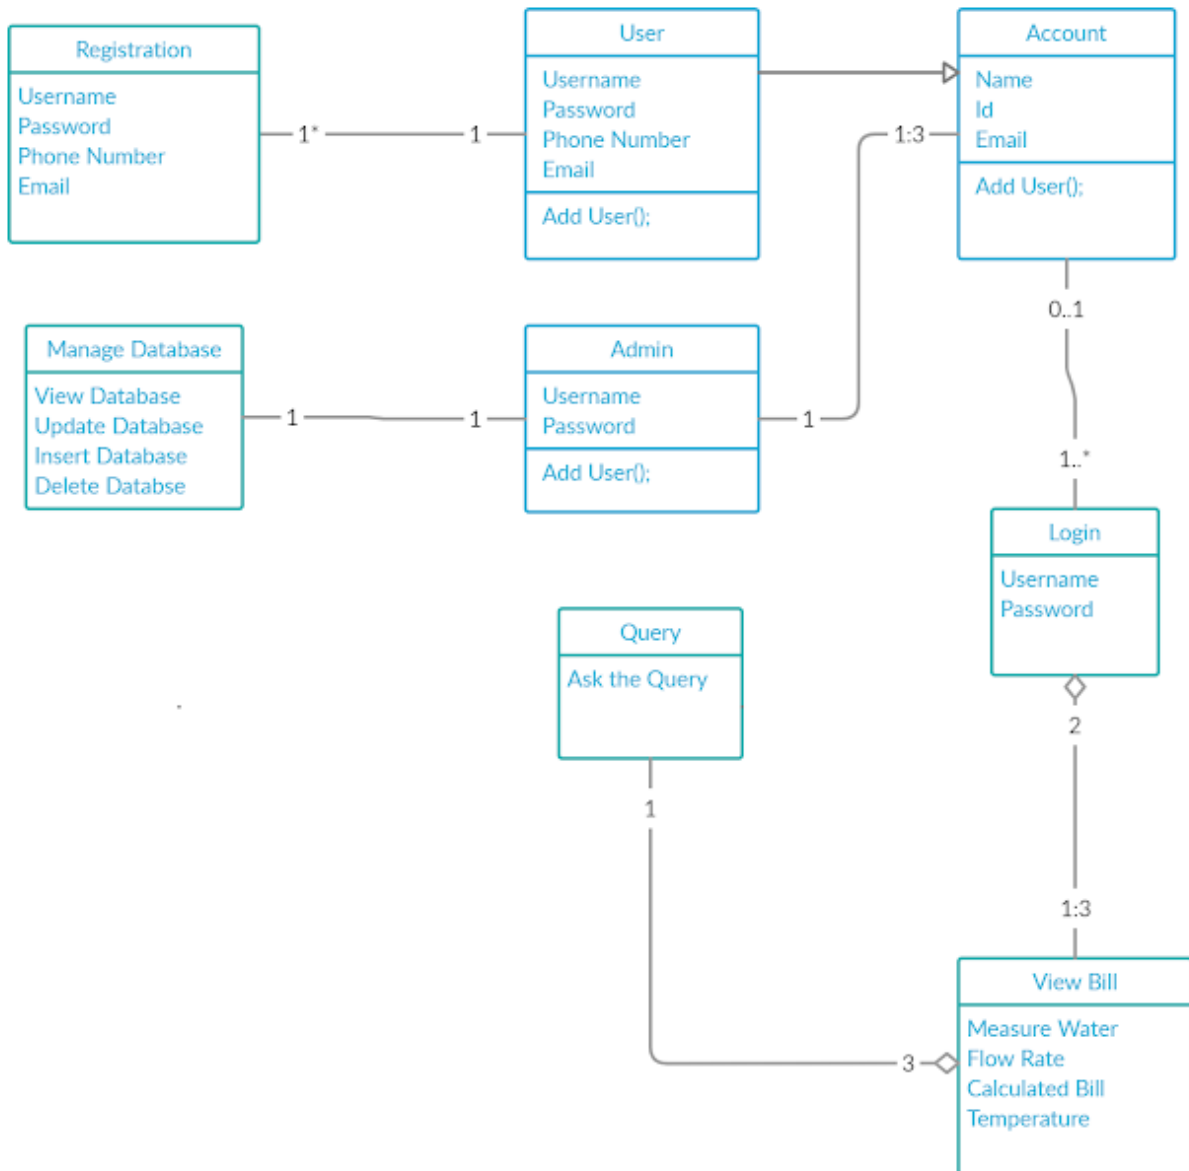 Registration
Username
Password
Phone Number
Email
1*
1
User
Username
Password
Phone Number
Email
Add User();
Account
Name
Id
Email
Add User();
1:3
Manage Database
View Database
Update Database
Insert Database
Delete Databse
1
1
Admin
Username
Password
Add User();
1
0..1
1..*
Login
Username
Password
Query
Ask the Query
1
2
1:3
3
View Bill
Measure Water
Flow Rate
Calculated Bill
Temperature